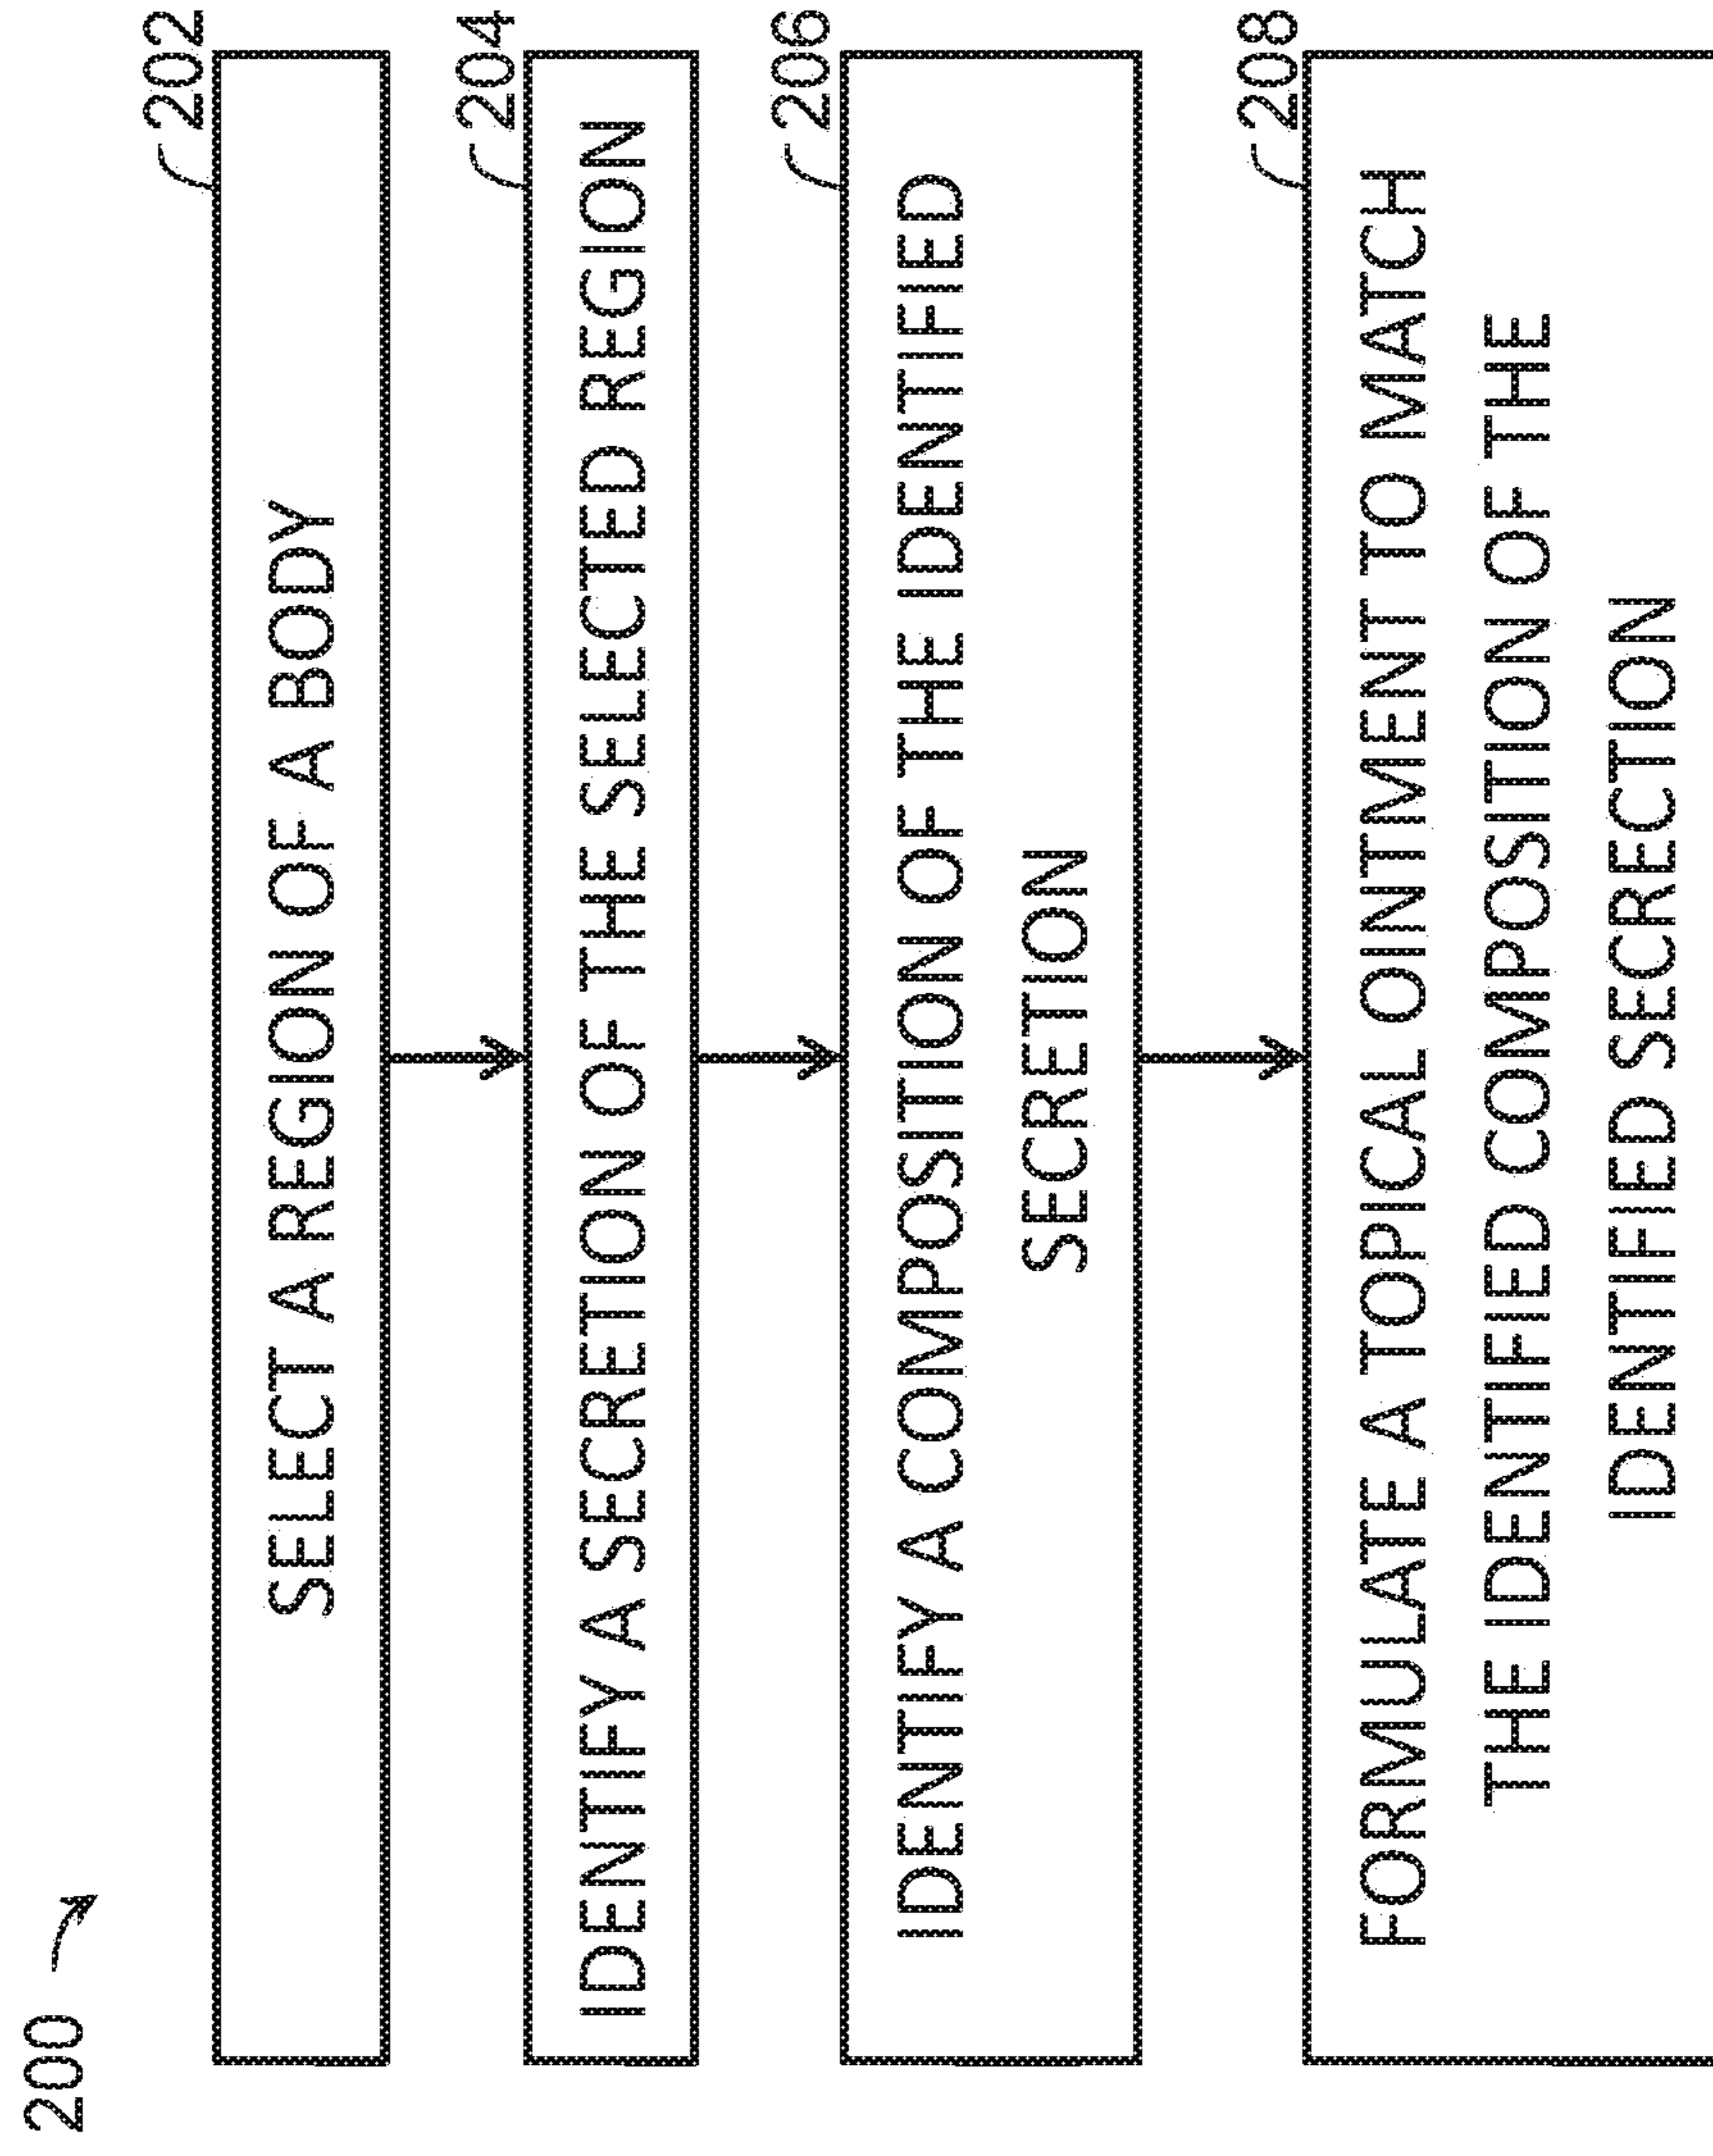 200
202
SELECT A REGION OF A BODY
204
IDENTIFY A SECRETION OF THE SELECTED REGION
206
IDENTIFY A COMPOSITION OF THE IDENTIFIED
SECRETION
208
FORMULATE A TOPICAL OINTMENT TO MATCH
THE IDENTIFIED COMPOSITION OF THE
IDENTIFIED SECRECTION